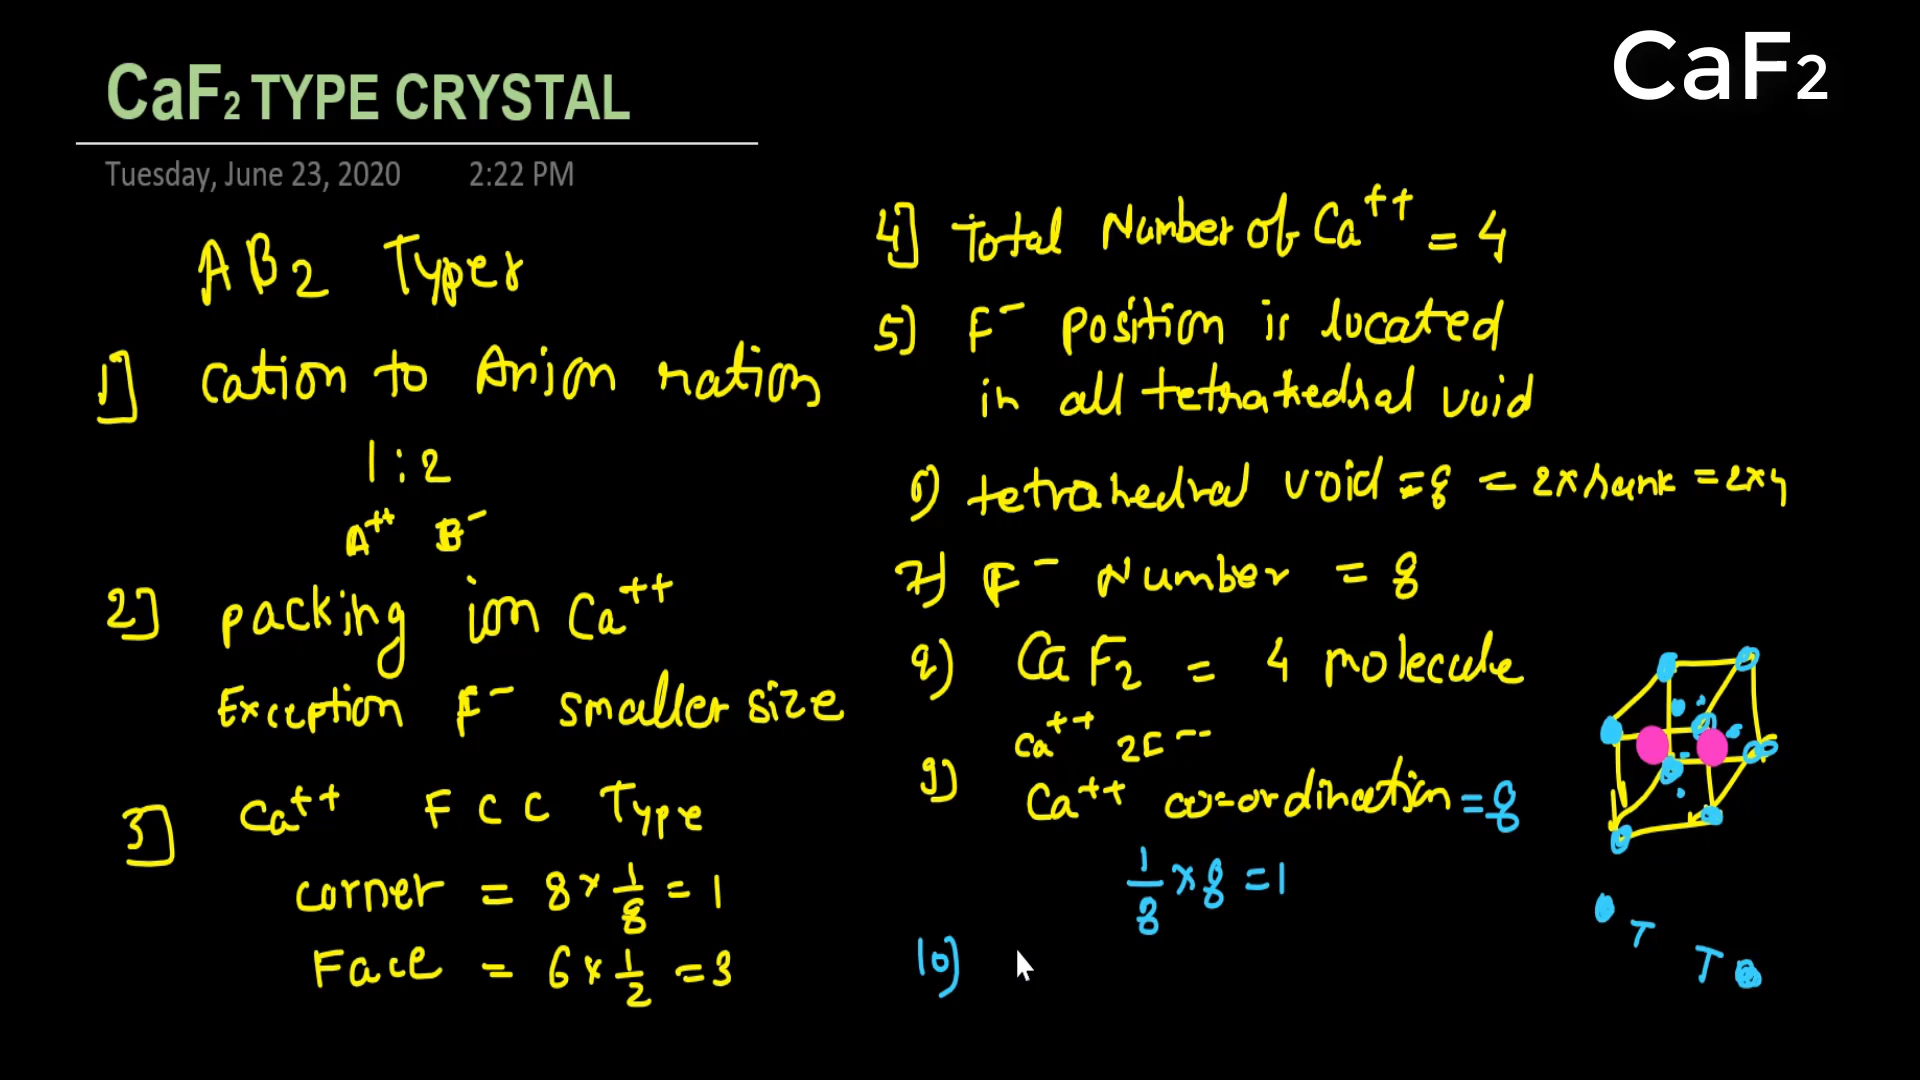 CaF₂ TYPE CRYSTAL
CaF₂
Tuesday, June 23, 2020 2:22 PM
AB₂ Types
1] cation to Anion ration
1 : 2
A⁺⁺ B⁻
2] packing ion Ca⁺⁺
Exception F⁻ smaller size
3] Ca⁺⁺ FCC Type
corner = 8 × 1/8 = 1
Face = 6 × 1/2 = 3
4] Total Number of Ca⁺⁺ = 4
5) F⁻ position is located
in all tetrahedral void
6) tetrahedral void = 8 = 2×rank = 2×4
7) F⁻ Number = 8
8) CaF₂ = 4 molecule
Ca⁺⁺ 2F⁻⁻
9) Ca⁺⁺ co-ordination = 8
1/8 × 8 = 1
10)
T
T